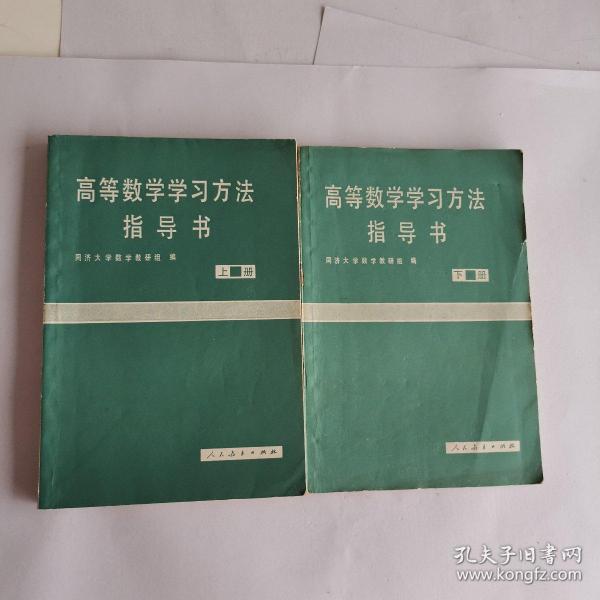 高等数学学习方法
指导书
同济大学数学教研组 编
上册
人民教育出版社
高等数学学习方法
指导书
同济大学数学教研组 编
下册
人民教育出版社
孔夫子旧书网
www.kongfz.com